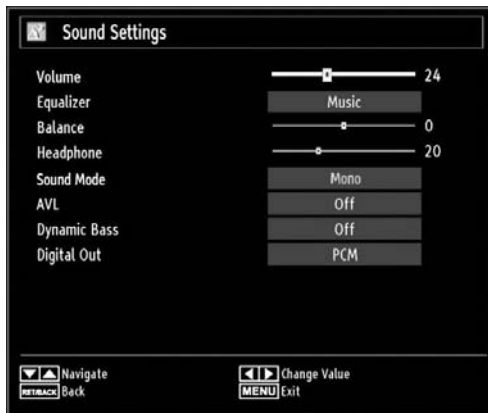 Sound Settings
Volume 24
Equalizer Music
Balance 0
Headphone 20
Sound Mode Mono
AVL Off
Dynamic Bass Off
Digital Out PCM
Navigate Change Value
RET/BACK Back MENU Exit